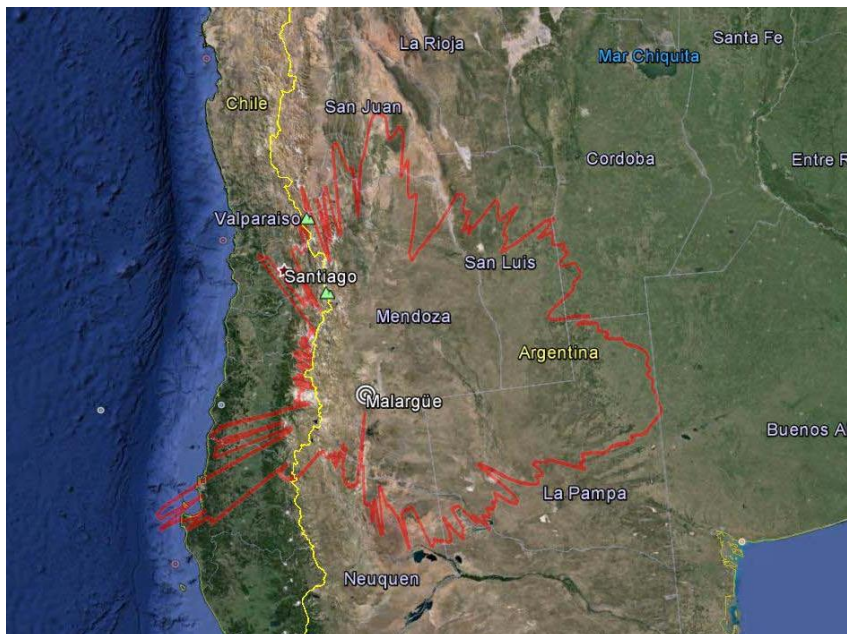 La Rioja
Santa Fe
Mar Chiquita
Chile
San Juan
Cordoba
Entre R
Valparaiso
San Luis
Santiago
Mendoza
Argentina
Malargüe
Buenos A
La Pampa
Neuquen